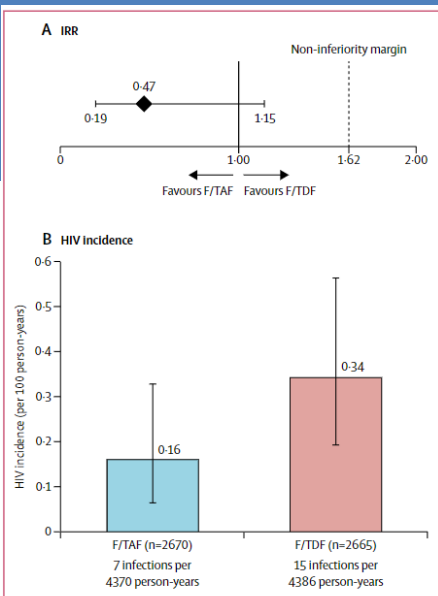 A IRR
Non-inferiority margin
0·47
0·19
1·15
0
1·00
1·62
2·00
Favours F/TAF Favours F/TDF
B HIV incidence
HIV incidence (per 100 person-years)
0·6
0·5
0·4
0·3
0·2
0·1
0
0·16
0·34
F/TAF (n=2670)
7 infections per
4370 person-years
F/TDF (n=2665)
15 infections per
4386 person-years